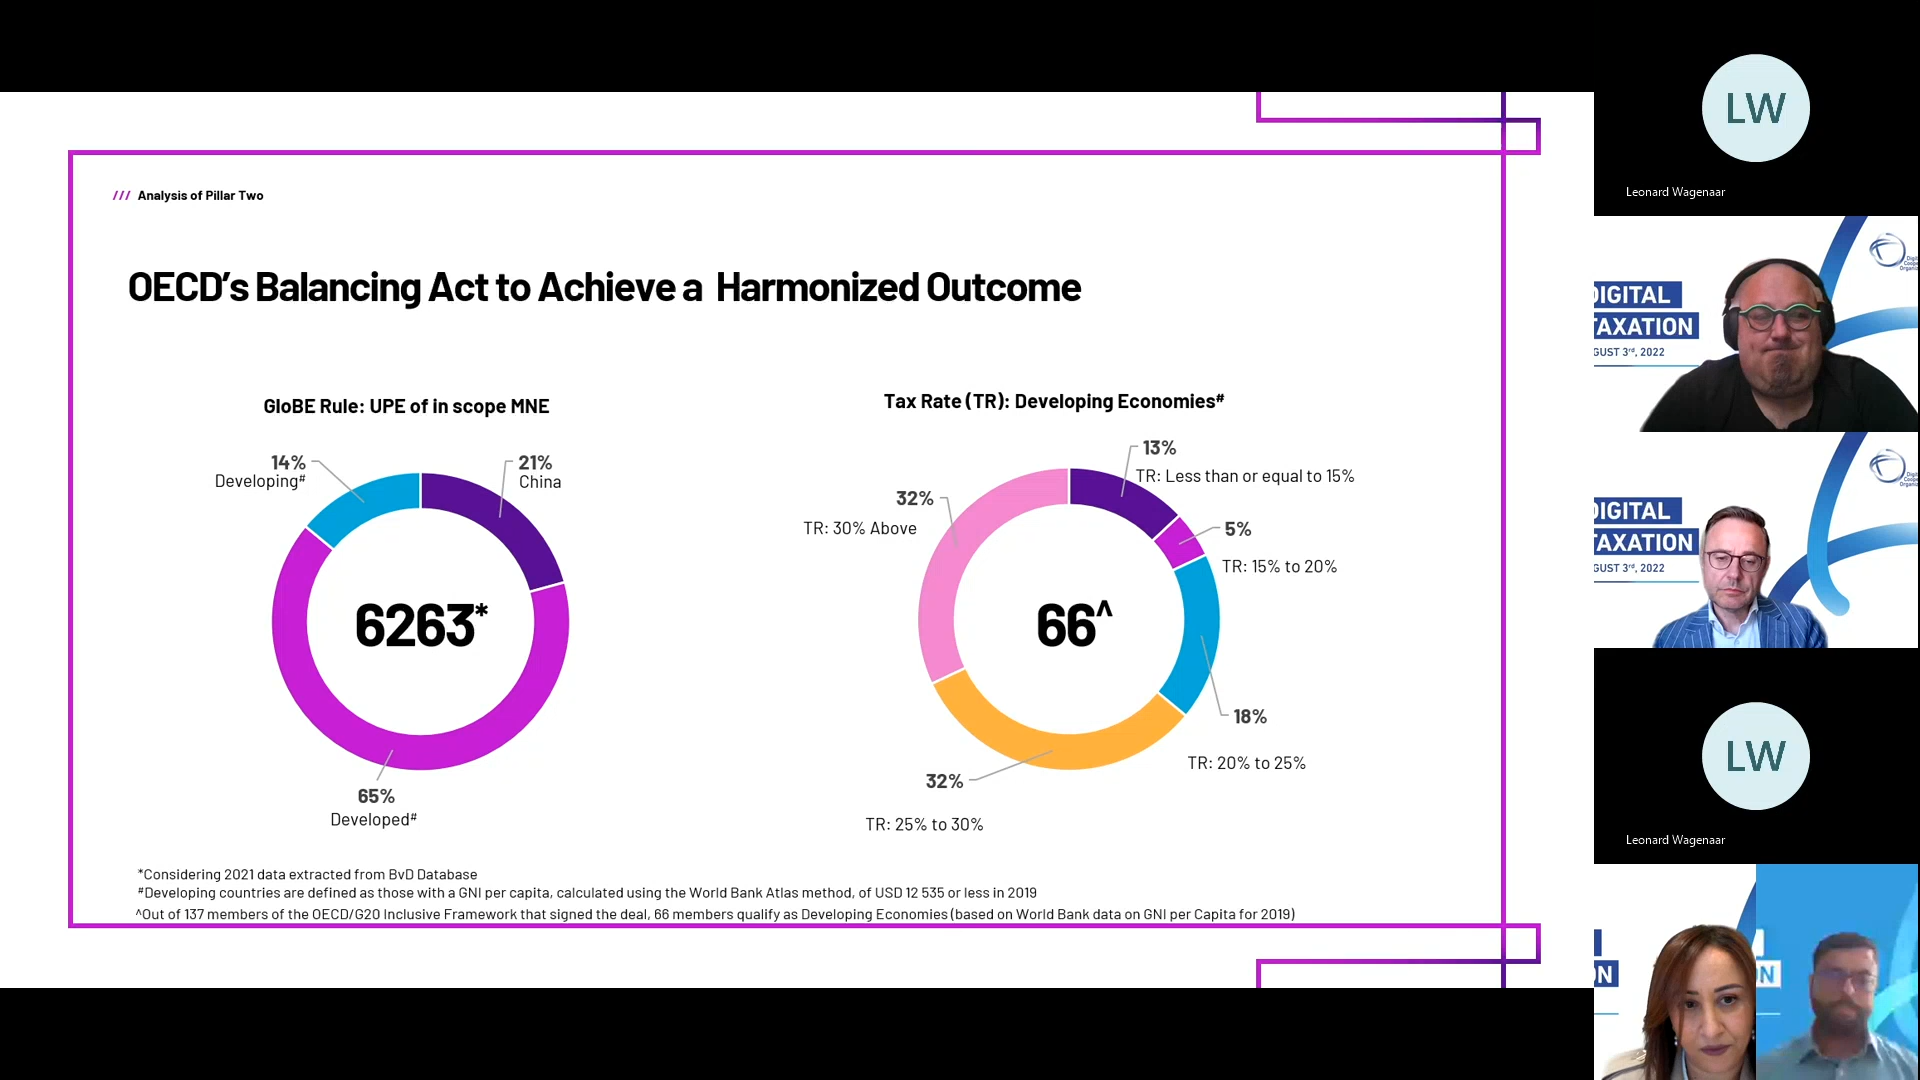 /// Analysis of Pillar Two
OECD’s Balancing Act to Achieve a Harmonized Outcome
GloBE Rule: UPE of in scope MNE
14%
Developing#
21%
China
6263*
65%
Developed#
Tax Rate (TR): Developing Economies#
13%
TR: Less than or equal to 15%
32%
TR: 30% Above
5%
TR: 15% to 20%
66^
18%
TR: 20% to 25%
32%
TR: 25% to 30%
*Considering 2021 data extracted from BvD Database
#Developing countries are defined as those with a GNI per capita, calculated using the World Bank Atlas method, of USD 12 535 or less in 2019
^Out of 137 members of the OECD/G20 Inclusive Framework that signed the deal, 66 members qualify as Developing Economies (based on World Bank data on GNI per Capita for 2019)
LW
Leonard Wagenaar
DIGITAL
TAXATION
GUST 3rd, 2022
DIGITAL
TAXATION
GUST 3rd, 2022
LW
Leonard Wagenaar
N
N